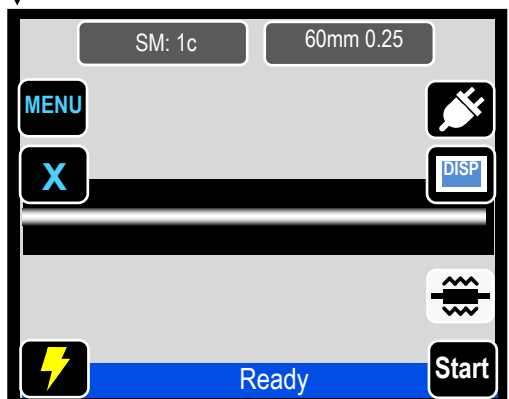 SM: 1c
60mm 0.25
MENU
X
DISP
Ready
Start